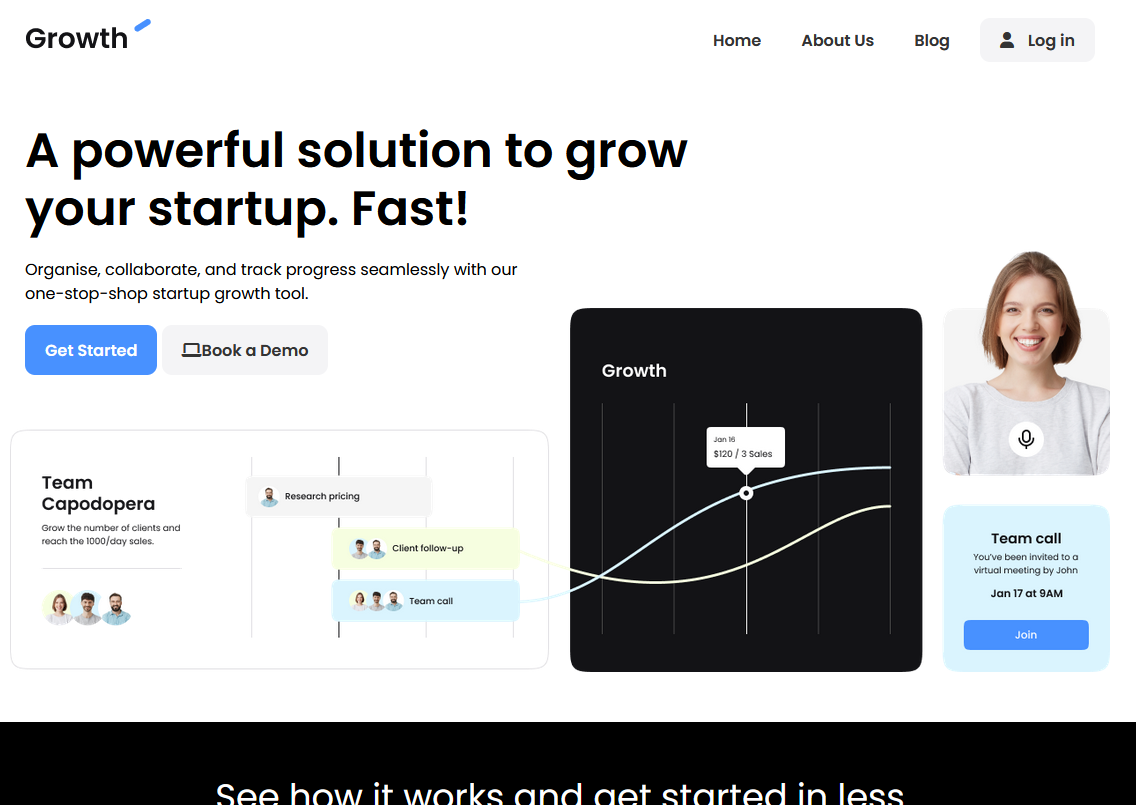 Growth
Home
About Us
Blog
Log in
A powerful solution to grow
your startup. Fast!
Organise, collaborate, and track progress seamlessly with our
one-stop-shop startup growth tool.
Get Started
Book a Demo
Team
Capodopera
Grow the number of clients and
reach the 1000/day sales.
Research pricing
Client follow-up
Team call
Growth
Jan 16
$120 / 3 Sales
Team call
You've been invited to a
virtual meeting by John
Jan 17 at 9AM
Join
See how it works and get started in less